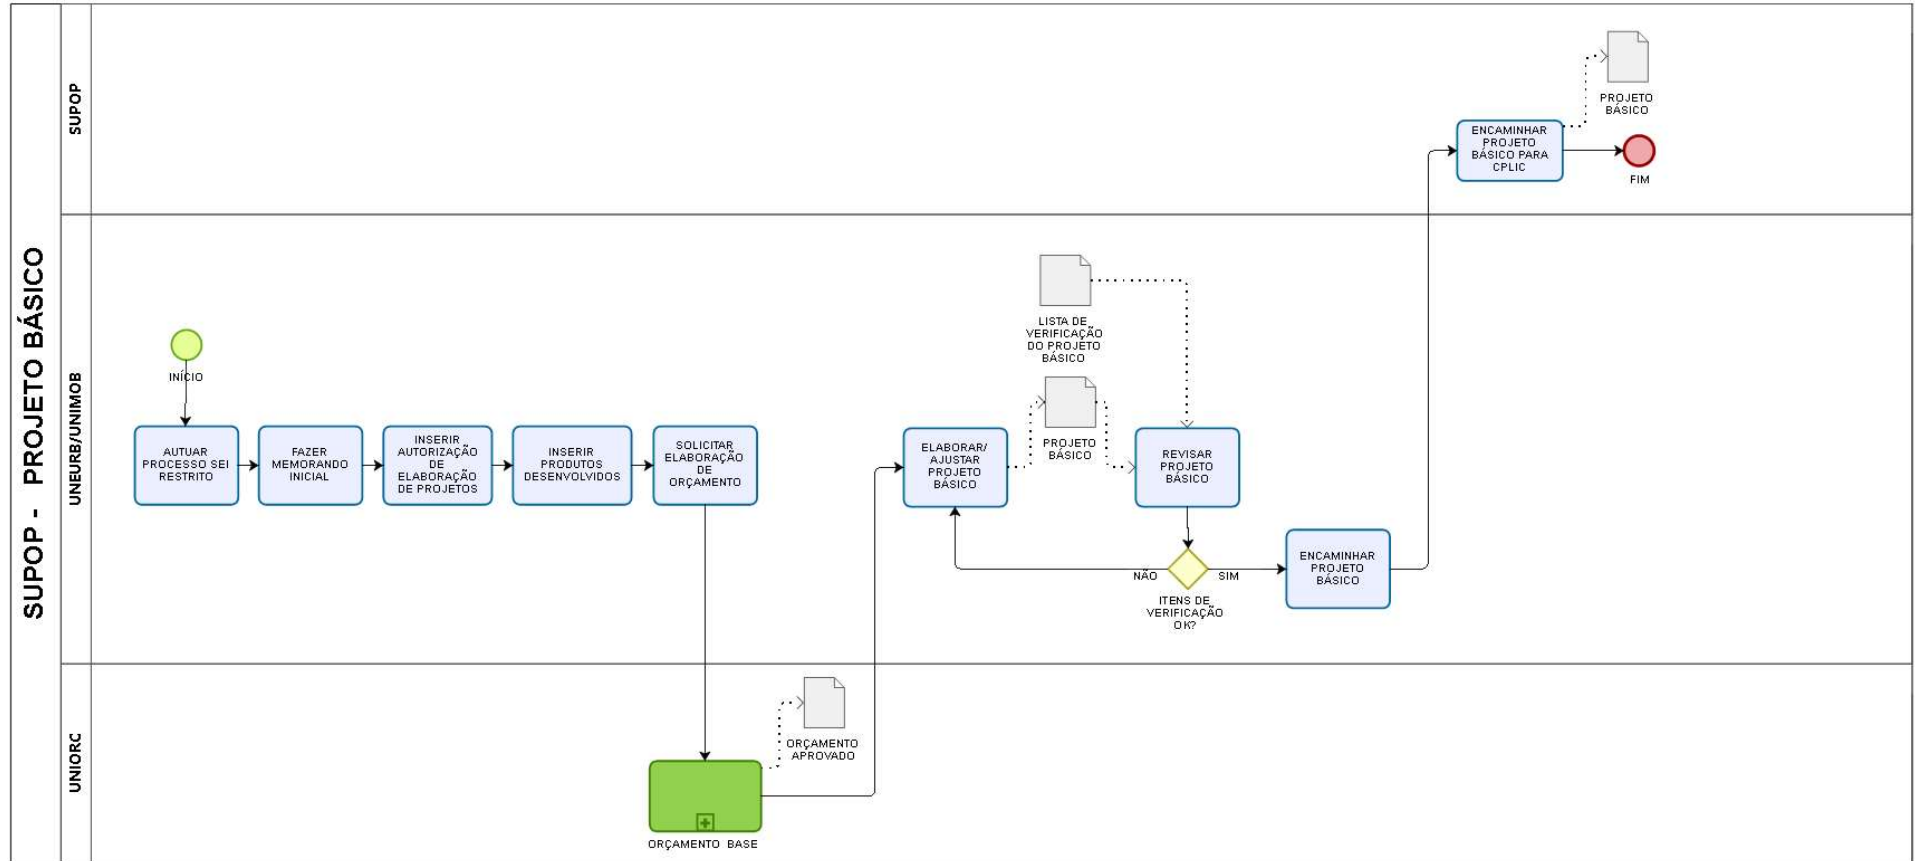 SUPOP - PROJETO BÁSICO
SUPOP
PROJETO
BÁSICO
ENCAMINHAR
PROJETO
BÁSICO PARA
CPLIC
FIM
UNEURB/UNIMOB
INÍCIO
AUTUAR
PROCESSO SEI
RESTRITO
FAZER
MEMORANDO
INICIAL
INSERIR
AUTORIZAÇÃO
DE
ELABORAÇÃO
DE PROJETOS
INSERIR
PRODUTOS
DESENVOLVIDOS
SOLICITAR
ELABORAÇÃO
DE
ORÇAMENTO
ELABORAR/
AJUSTAR
PROJETO
BÁSICO
LISTA DE
VERIFICAÇÃO
DO PROJETO
BÁSICO
PROJETO
BÁSICO
REVISAR
PROJETO
BÁSICO
NÃO
SIM
ITENS DE
VERIFICAÇÃO
OK?
ENCAMINHAR
PROJETO
BÁSICO
UNIORC
ORÇAMENTO
APROVADO
ORÇAMENTO BASE